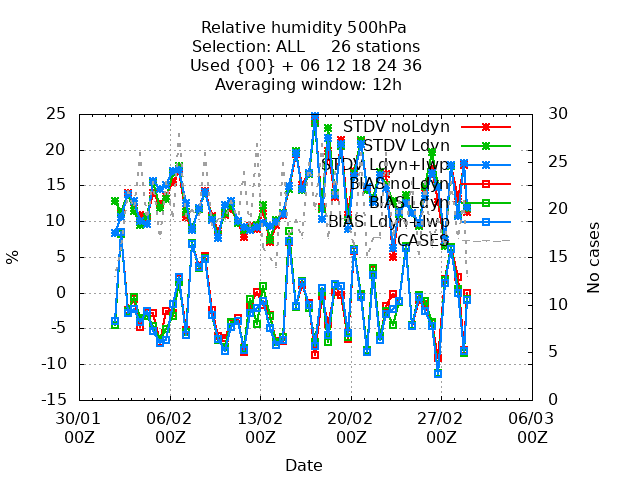 Relative humidity 500hPa
Selection: ALL 26 stations
Used {00} + 06 12 18 24 36
Averaging window: 12h
25 30
STDV noLdyn
20 25
STDV Ldyn
STDV Ldyn+lwp
15 20
BIAS noLdyn
BIAS Ldyn
10
BIAS Ldyn+lwp
15
CASES
5
% No cases
0 10
-5 5
-10
-15 0
30/01 06/02 13/02 20/02 27/02 06/03
00Z 00Z 00Z 00Z 00Z 00Z
Date